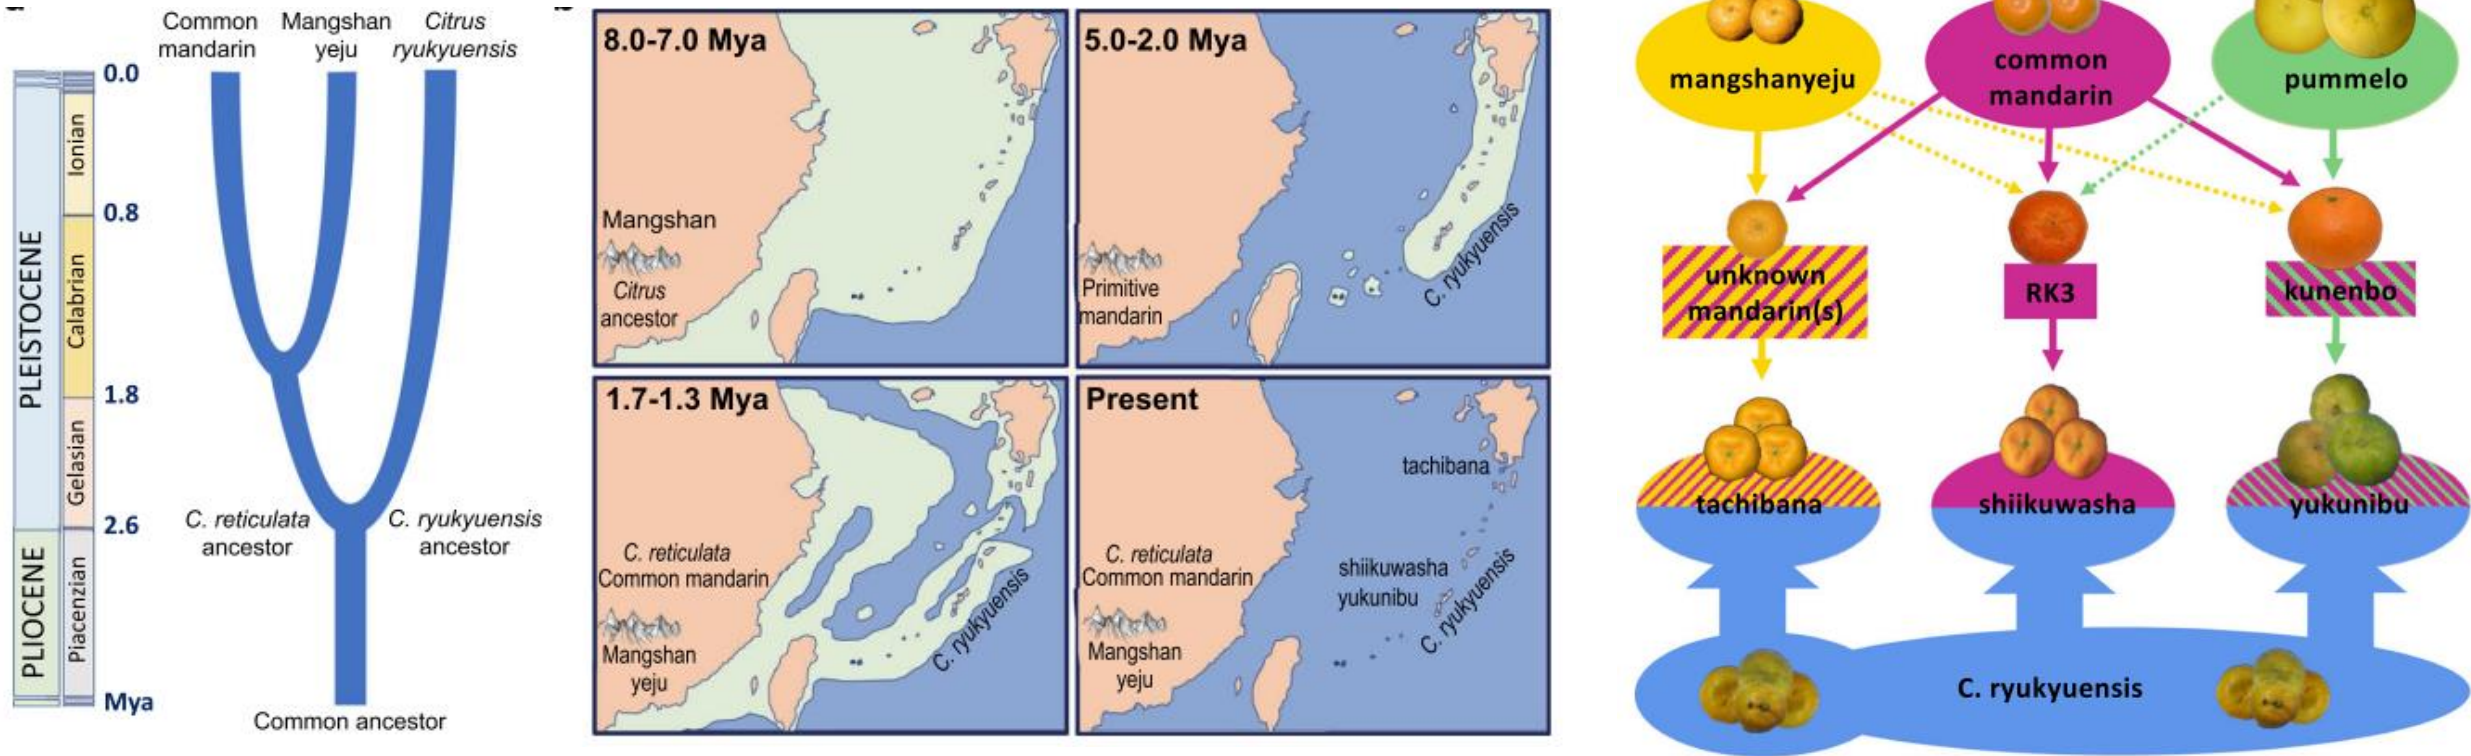 Common
mandarin
Mangshan
yeju
Citrus
ryukyuensis
0.0
0.8
1.8
2.6
Mya
PLEISTOCENE
PLIOCENE
Ionian
Calabrian
Gelasian
Piacenzian
C. reticulata
ancestor
C. ryukyuensis
ancestor
Common ancestor
8.0-7.0 Mya
Mangshan
Citrus
ancestor
5.0-2.0 Mya
Primitive
mandarin
C. ryukyuensis
1.7-1.3 Mya
C. reticulata
Common mandarin
Mangshan
yeju
C. ryukyuensis
Present
tachibana
C. reticulata
Common mandarin
shiikuwasha
yukunibu
C. ryukyuensis
Mangshan
yeju
mangshanyeju
common
mandarin
pummelo
unknown
mandarin(s)
RK3
kunenbo
tachibana
shiikuwasha
yukunibu
C. ryukyuensis